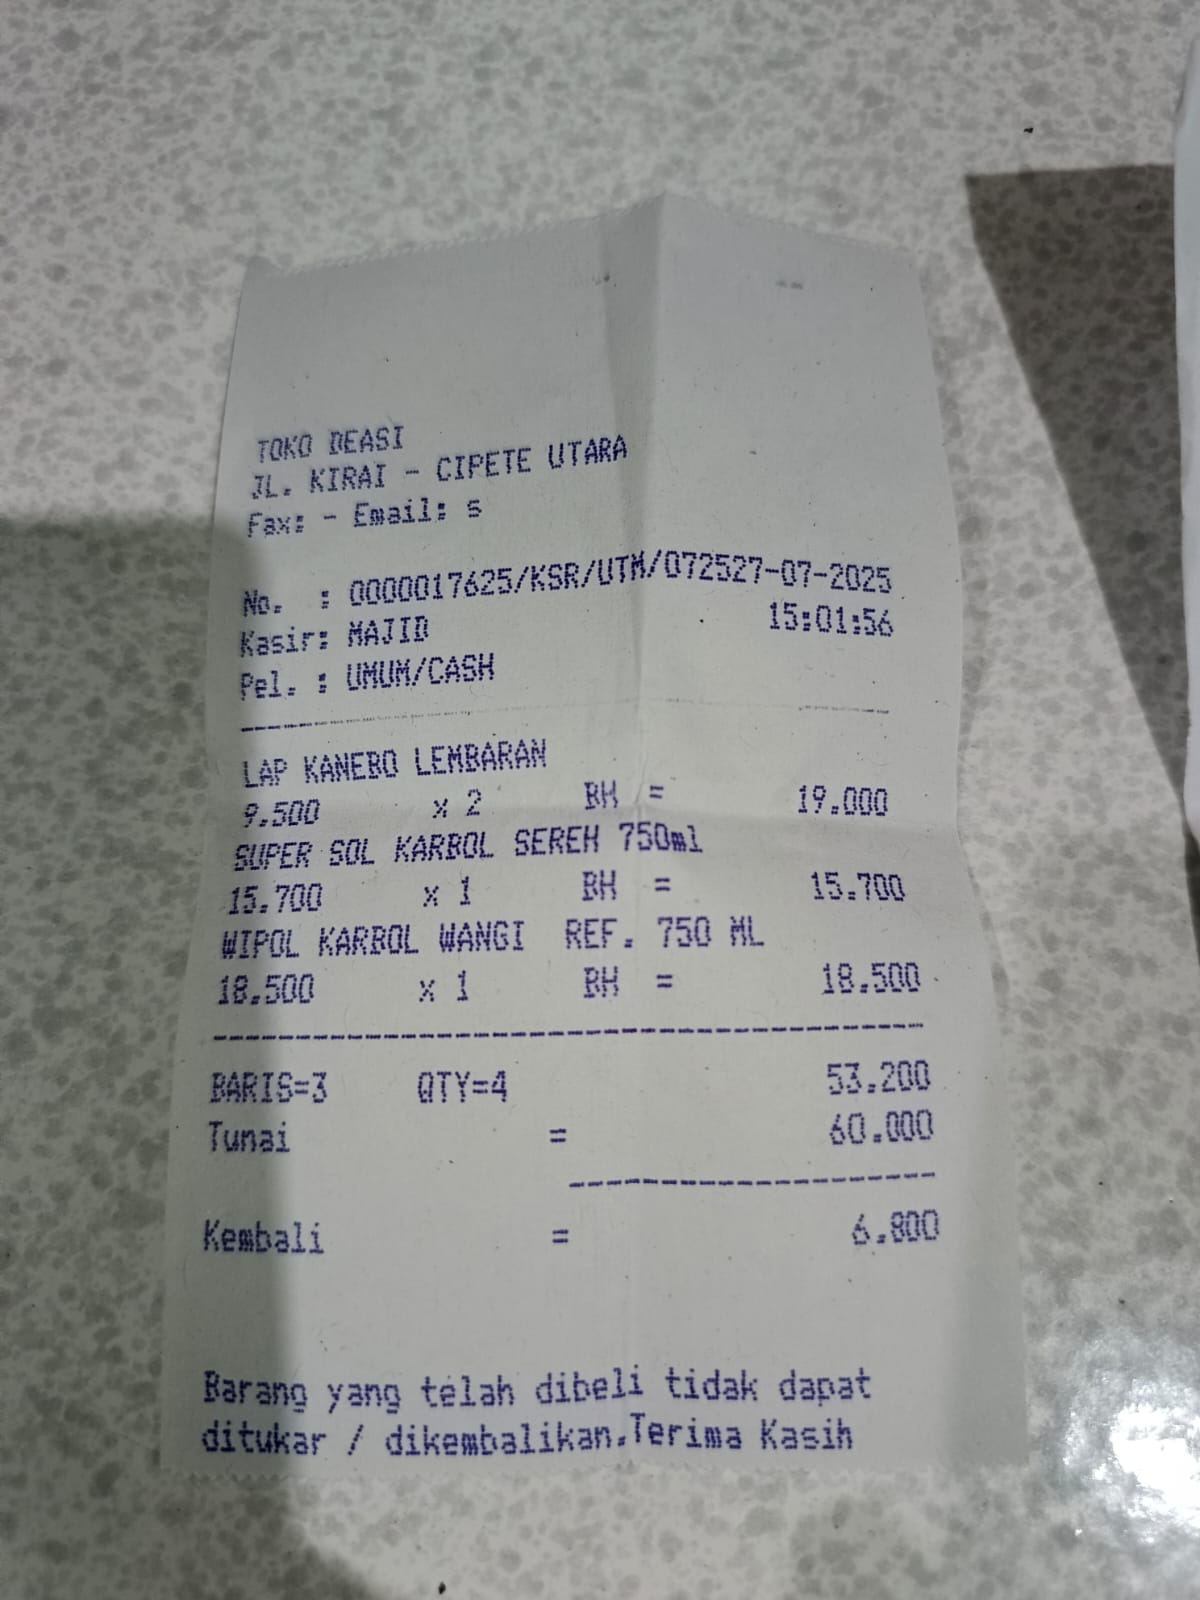 TOKO DEASI
JL. KIRAI - CIPETE UTARA
Fax: - Email: s
No. : 0000017625/KSR/UTM/072527-07-2025
Kasir: MAJID 15:01:56
Pel. : UMUM/CASH
LAP KANEBO LEMBARAN
9.500 x 2 BH = 19.000
SUPER SOL KARBOL SEREH 750ml
15.700 x 1 BH = 15.700
WIPOL KARBOL WANGI REF. 750 ML
18.500 x 1 BH = 18.500
BARIS=3 QTY=4 53.200
Tunai = 60.000
Kembali = 6.800
Barang yang telah dibeli tidak dapat
ditukar / dikembalikan.Terima Kasih